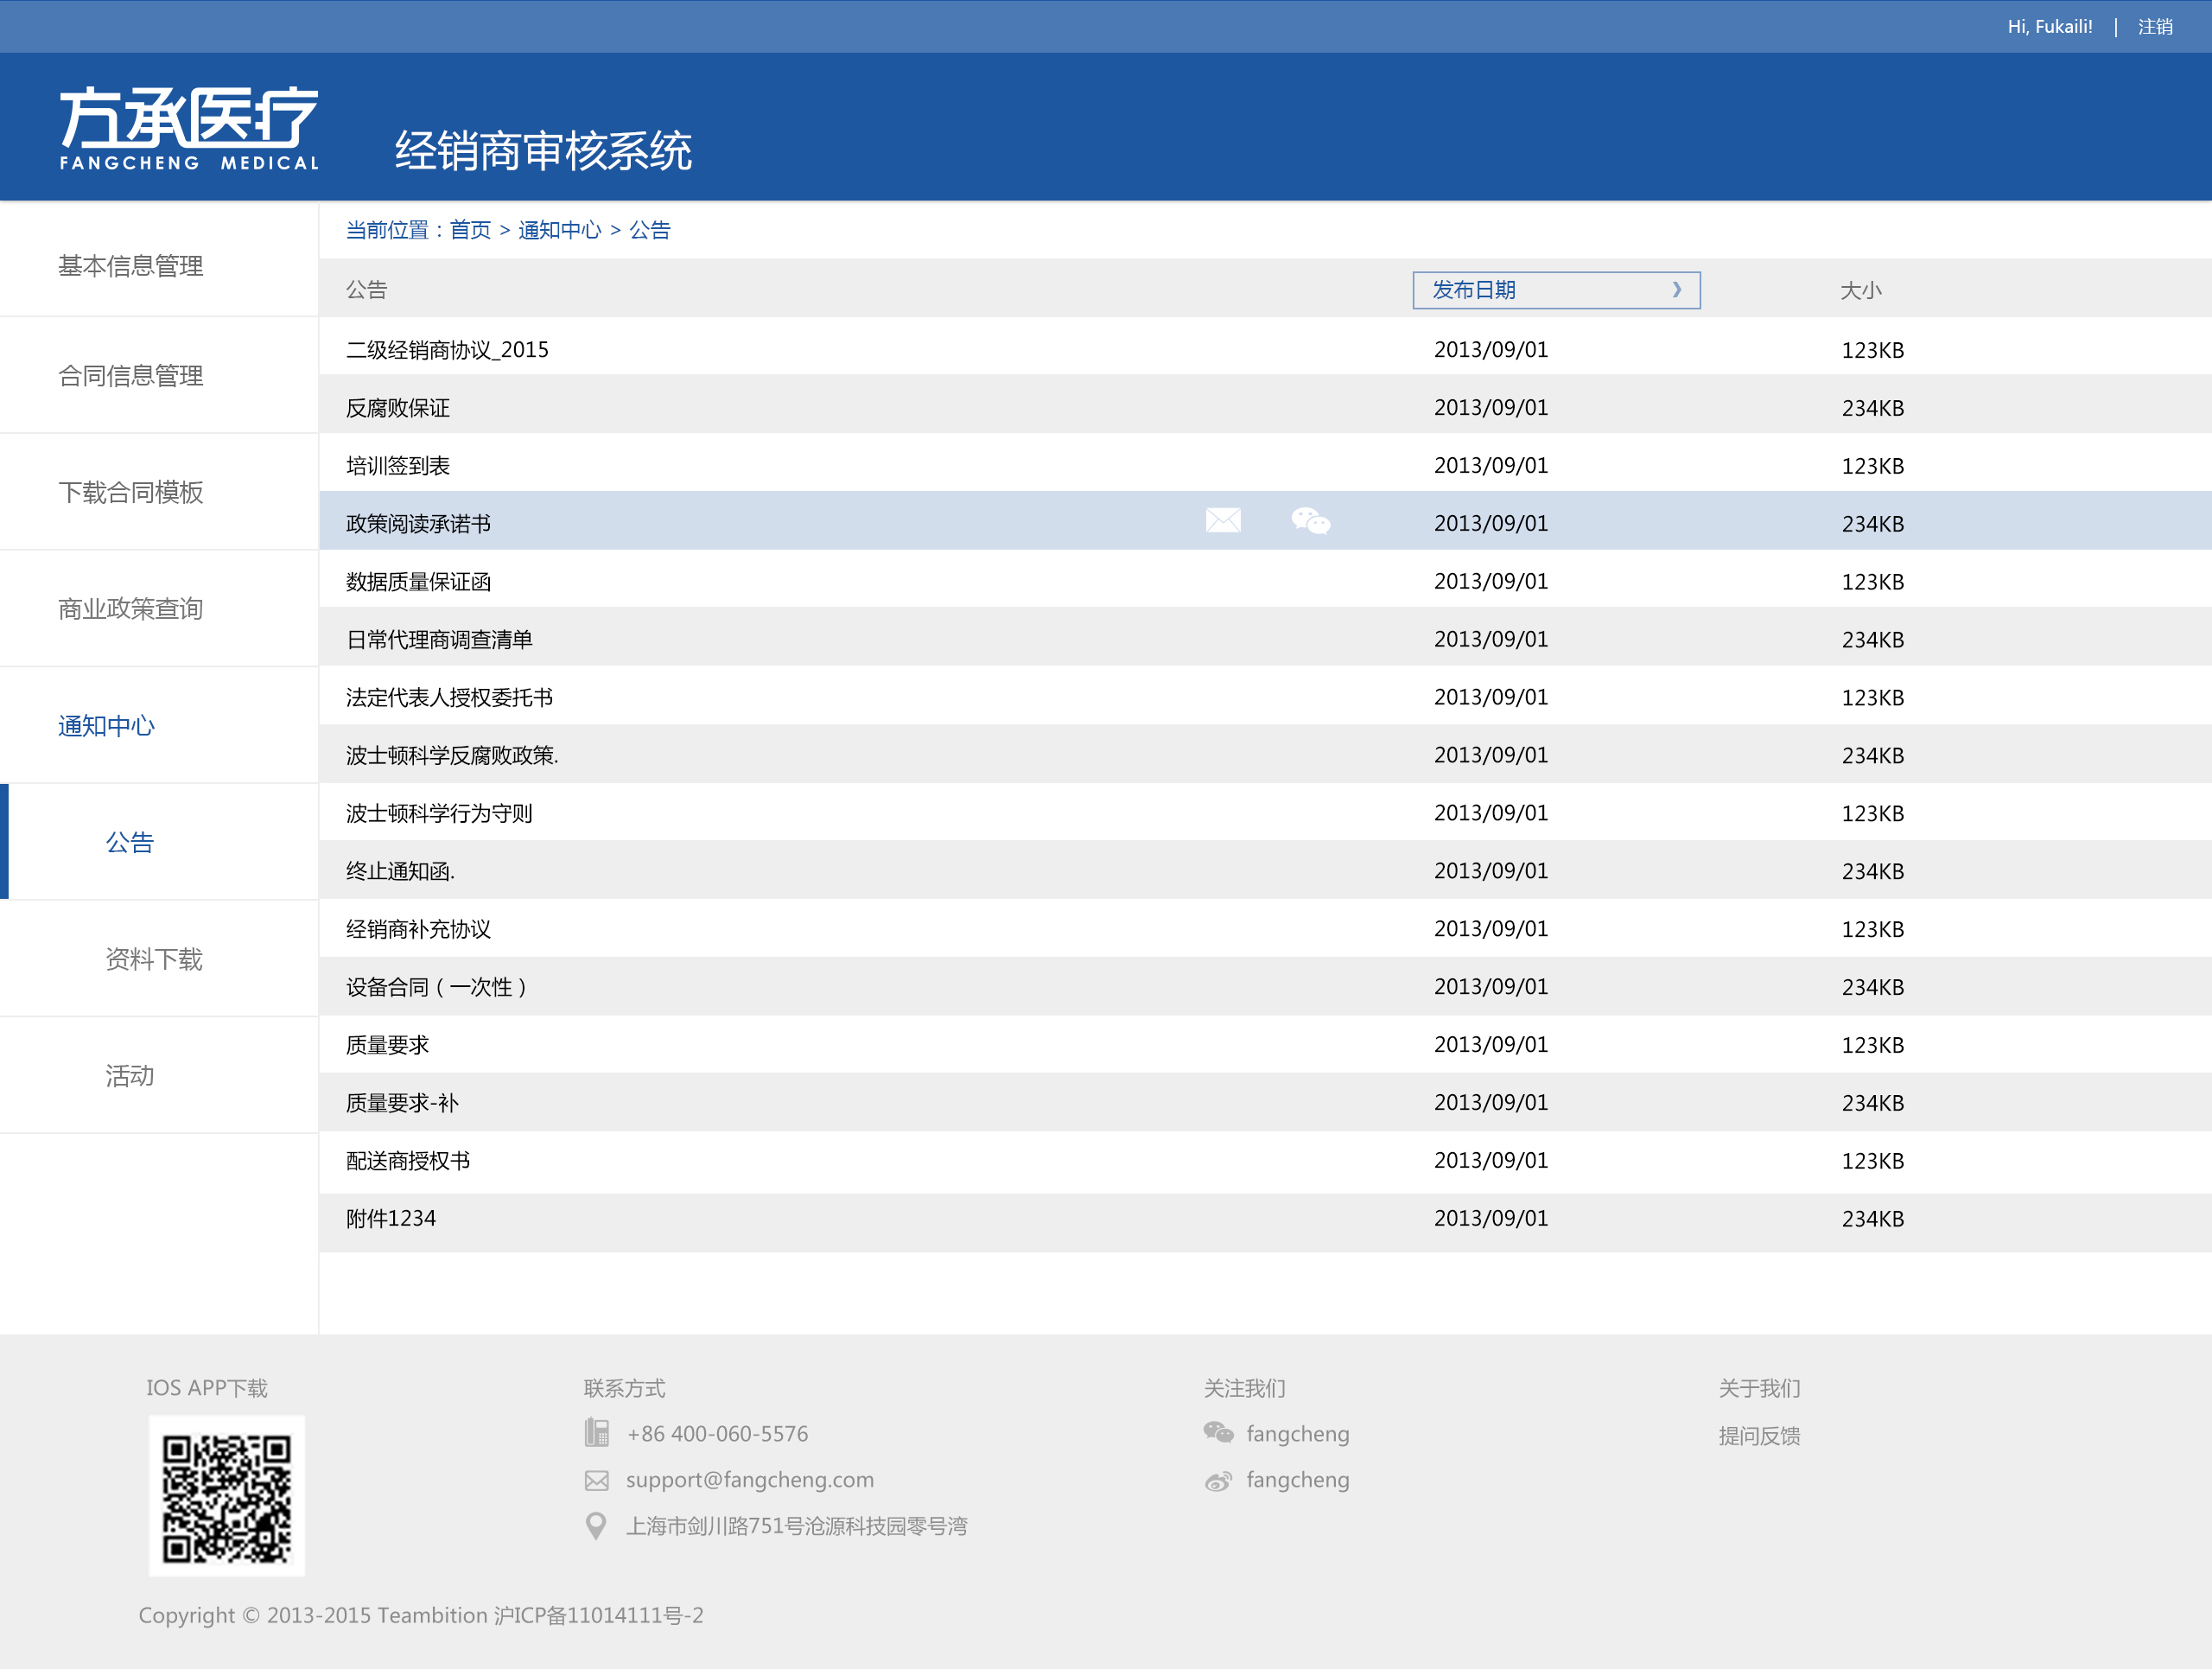 Hi, Fukaili! | 注销
方承医疗
FANGCHENG MEDICAL
经销商审核系统
当前位置：首页 > 通知中心 > 公告
基本信息管理
合同信息管理
下载合同模板
商业政策查询
通知中心
公告
资料下载
活动
公告 发布日期 》 大小
二级经销商协议_2015 2013/09/01 123KB
反腐败保证 2013/09/01 234KB
培训签到表 2013/09/01 123KB
政策阅读承诺书 2013/09/01 234KB
数据质量保证函 2013/09/01 123KB
日常代理商调查清单 2013/09/01 234KB
法定代表人授权委托书 2013/09/01 123KB
波士顿科学反腐败政策. 2013/09/01 234KB
波士顿科学行为守则 2013/09/01 123KB
终止通知函. 2013/09/01 234KB
经销商补充协议 2013/09/01 123KB
设备合同（一次性） 2013/09/01 234KB
质量要求 2013/09/01 123KB
质量要求-补 2013/09/01 234KB
配送商授权书 2013/09/01 123KB
附件1234 2013/09/01 234KB
IOS APP下载
联系方式
+86 400-060-5576
support@fangcheng.com
上海市剑川路751号沧源科技园零号湾
关注我们
fangcheng
fangcheng
关于我们
提问反馈
Copyright © 2013-2015 Teambition 沪ICP备11014111号-2